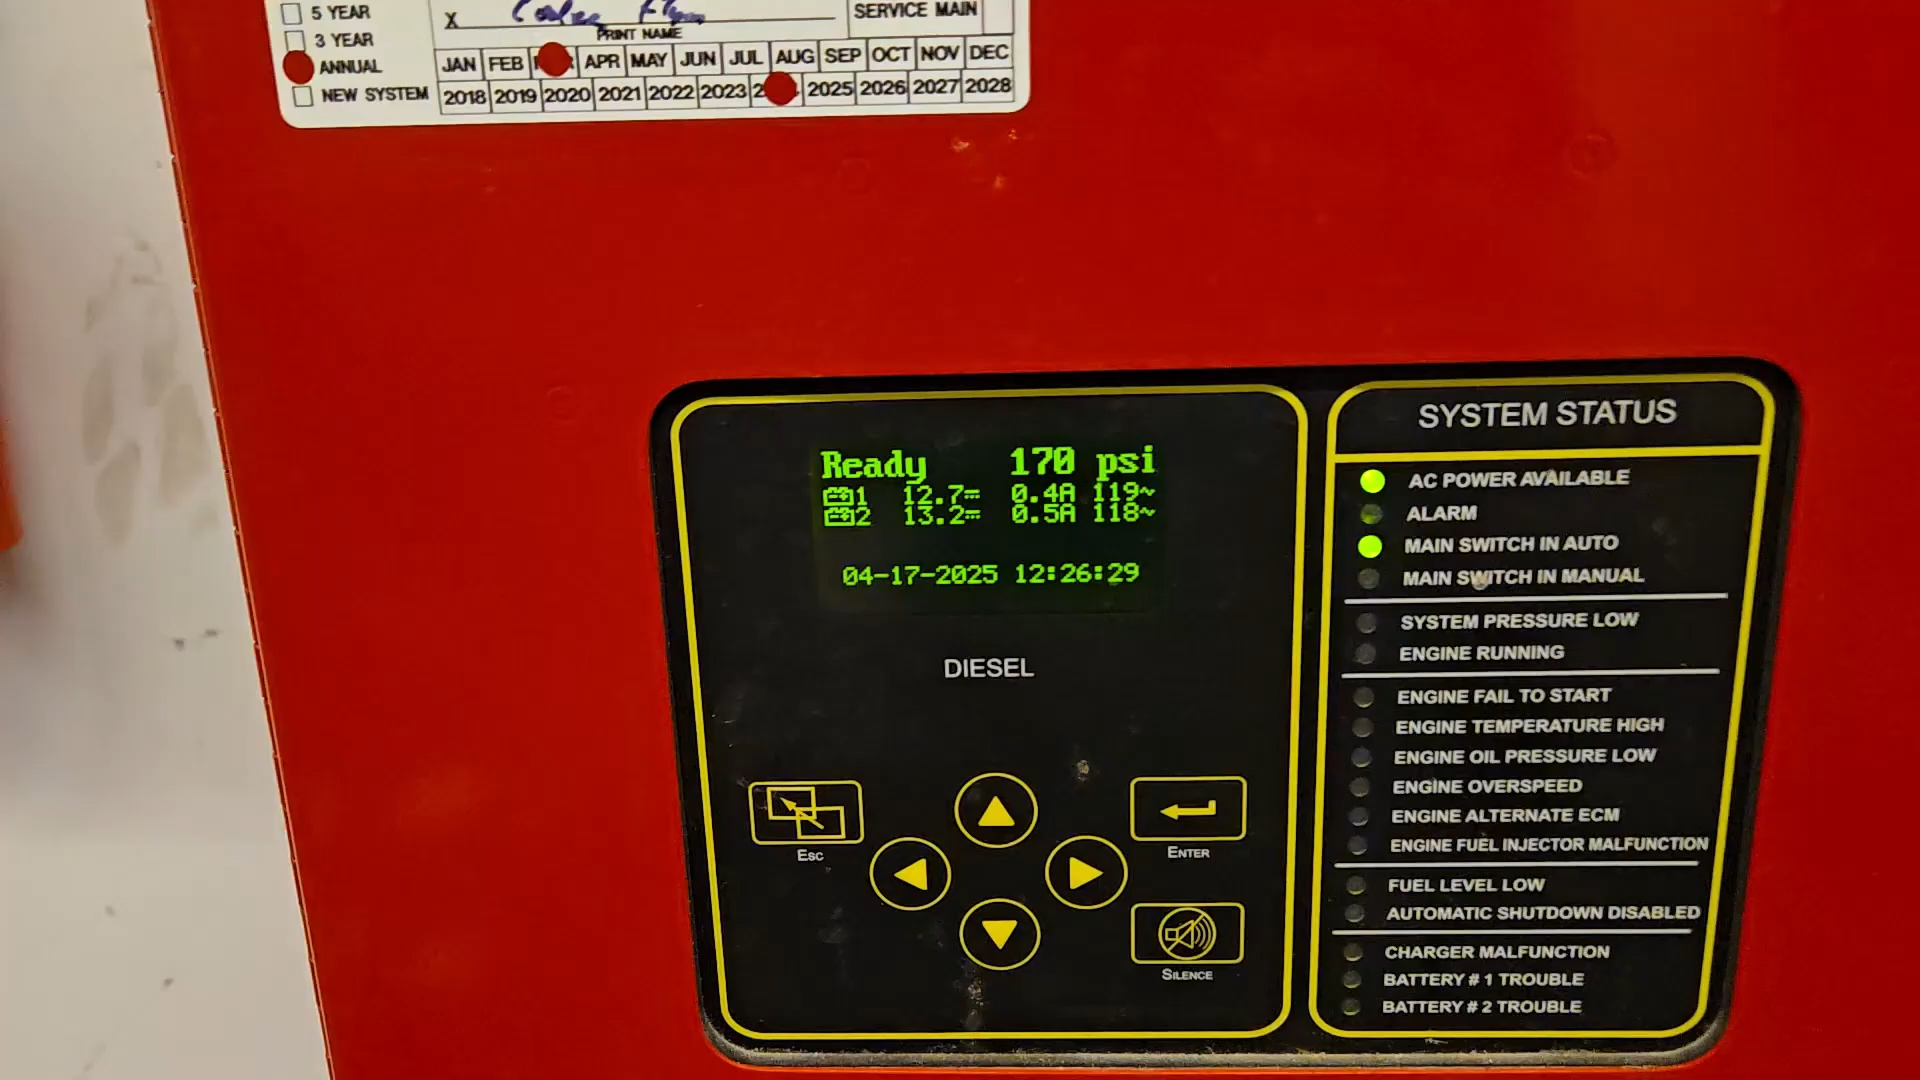 5 YEAR
3 YEAR
ANNUAL
NEW SYSTEM
X
PRINT NAME
SERVICE MAIN
JAN FEB APR MAY JUN JUL AUG SEP OCT NOV DEC
2018 2019 2020 2021 2022 2023 2025 2026 2027 2028
Ready 170 psi
1 12.7 0.4A 119~
2 13.2 0.5A 118~
04-17-2025 12:26:29
DIESEL
ESC
ENTER
SILENCE
SYSTEM STATUS
AC POWER AVAILABLE
ALARM
MAIN SWITCH IN AUTO
MAIN SWITCH IN MANUAL
SYSTEM PRESSURE LOW
ENGINE RUNNING
ENGINE FAIL TO START
ENGINE TEMPERATURE HIGH
ENGINE OIL PRESSURE LOW
ENGINE OVERSPEED
ENGINE ALTERNATE ECM
ENGINE FUEL INJECTOR MALFUNCTION
FUEL LEVEL LOW
AUTOMATIC SHUTDOWN DISABLED
CHARGER MALFUNCTION
BATTERY # 1 TROUBLE
BATTERY # 2 TROUBLE